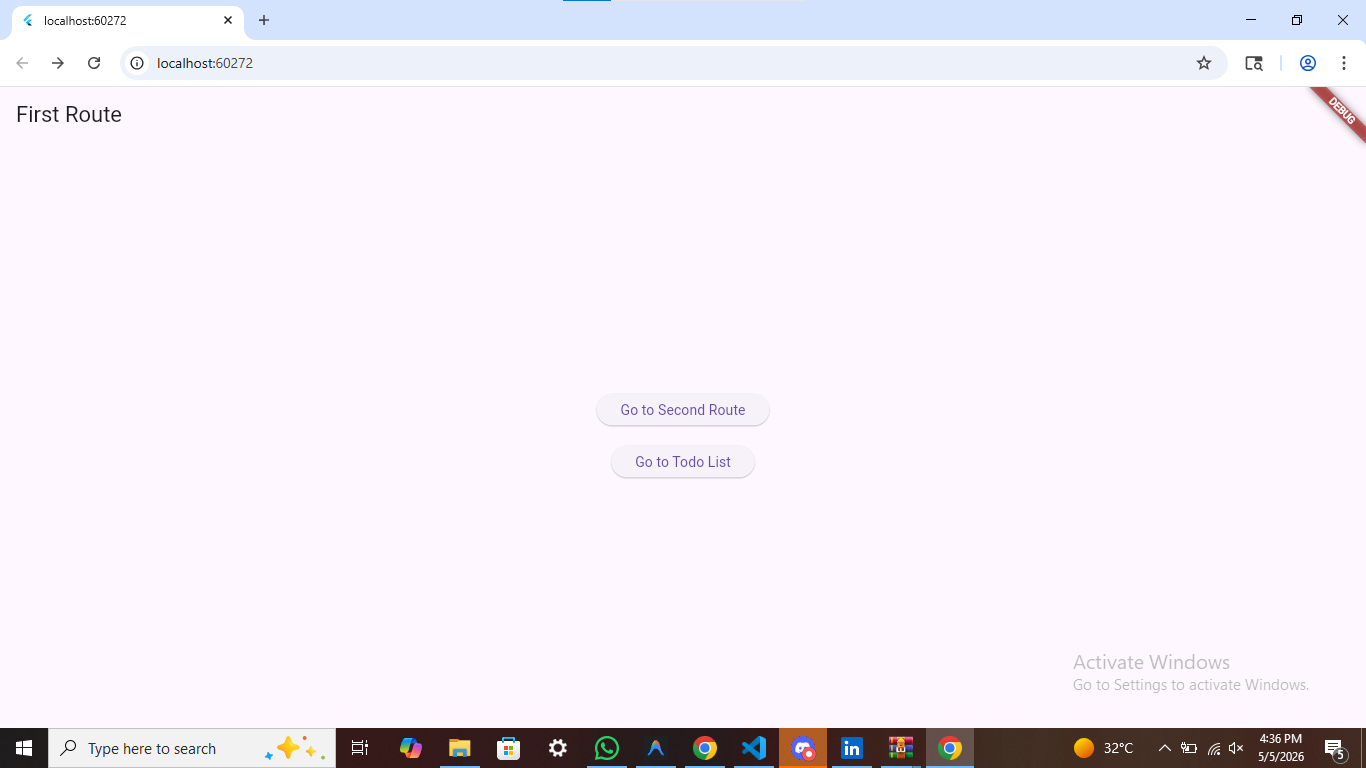 localhost:60272
localhost:60272
First Route
DEBUG
Go to Second Route
Go to Todo List
Activate Windows
Go to Settings to activate Windows.
Type here to search
32°C
4:36 PM
5/5/2026
5